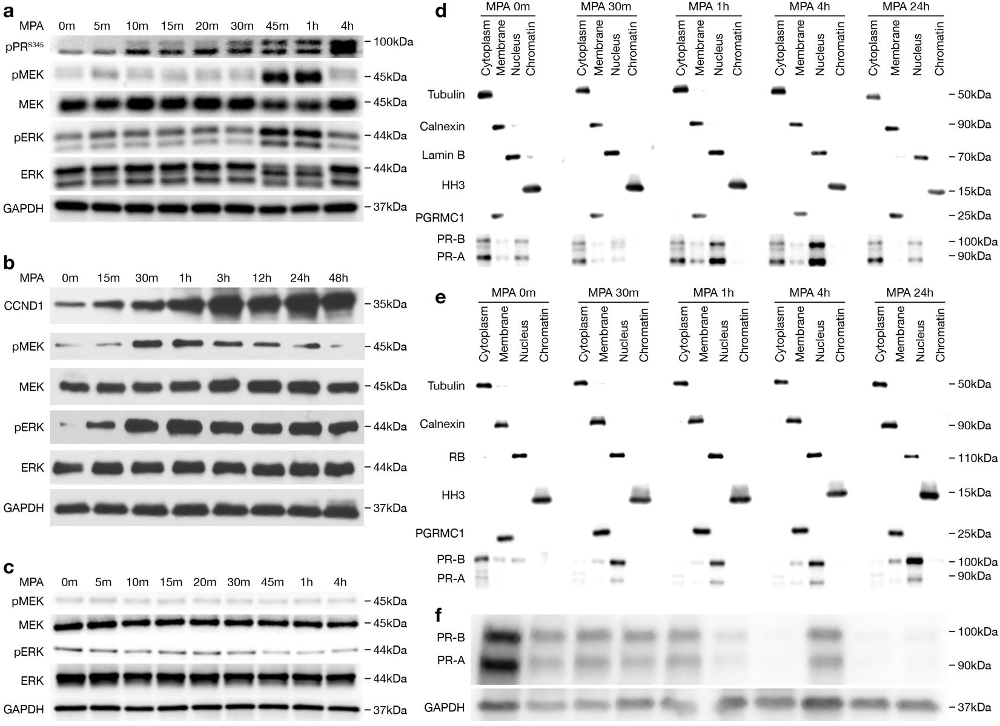 a
MPA 0m 5m 10m 15m 20m 30m 45m 1h 4h
pPRS345 100kDa
pMEK 45kDa
MEK 45kDa
pERK 44kDa
ERK 44kDa
GAPDH 37kDa
b
MPA 0m 15m 30m 1h 3h 12h 24h 48h
CCND1 35kDa
pMEK 45kDa
MEK 45kDa
pERK 44kDa
ERK 44kDa
GAPDH 37kDa
c
MPA 0m 5m 10m 15m 20m 30m 45m 1h 4h
pMEK 45kDa
MEK 45kDa
pERK 44kDa
ERK 44kDa
GAPDH 37kDa
d
MPA 0m MPA 30m MPA 1h MPA 4h MPA 24h
Cytoplasm Membrane Nucleus Chromatin Cytoplasm Membrane Nucleus Chromatin Cytoplasm Membrane Nucleus Chromatin Cytoplasm Membrane Nucleus Chromatin Cytoplasm Membrane Nucleus Chromatin
Tubulin 50kDa
Calnexin 90kDa
Lamin B 70kDa
HH3 15kDa
PGRMC1 25kDa
PR-B 100kDa
PR-A 90kDa
e
MPA 0m MPA 30m MPA 1h MPA 4h MPA 24h
Cytoplasm Membrane Nucleus Chromatin Cytoplasm Membrane Nucleus Chromatin Cytoplasm Membrane Nucleus Chromatin Cytoplasm Membrane Nucleus Chromatin Cytoplasm Membrane Nucleus Chromatin
Tubulin 50kDa
Calnexin 90kDa
RB 110kDa
HH3 15kDa
PGRMC1 25kDa
PR-B 100kDa
PR-A 90kDa
f
PR-B 100kDa
PR-A 90kDa
GAPDH 37kDa